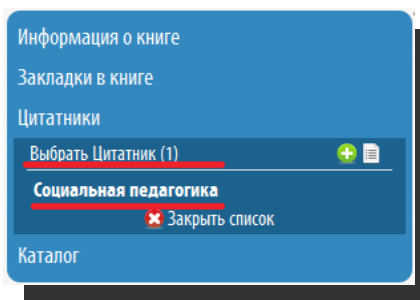 Информация о книге
Закладки в книге
Цитатники
Выбрать Цитатник (1)
Социальная педагогика
Закрыть список
Каталог